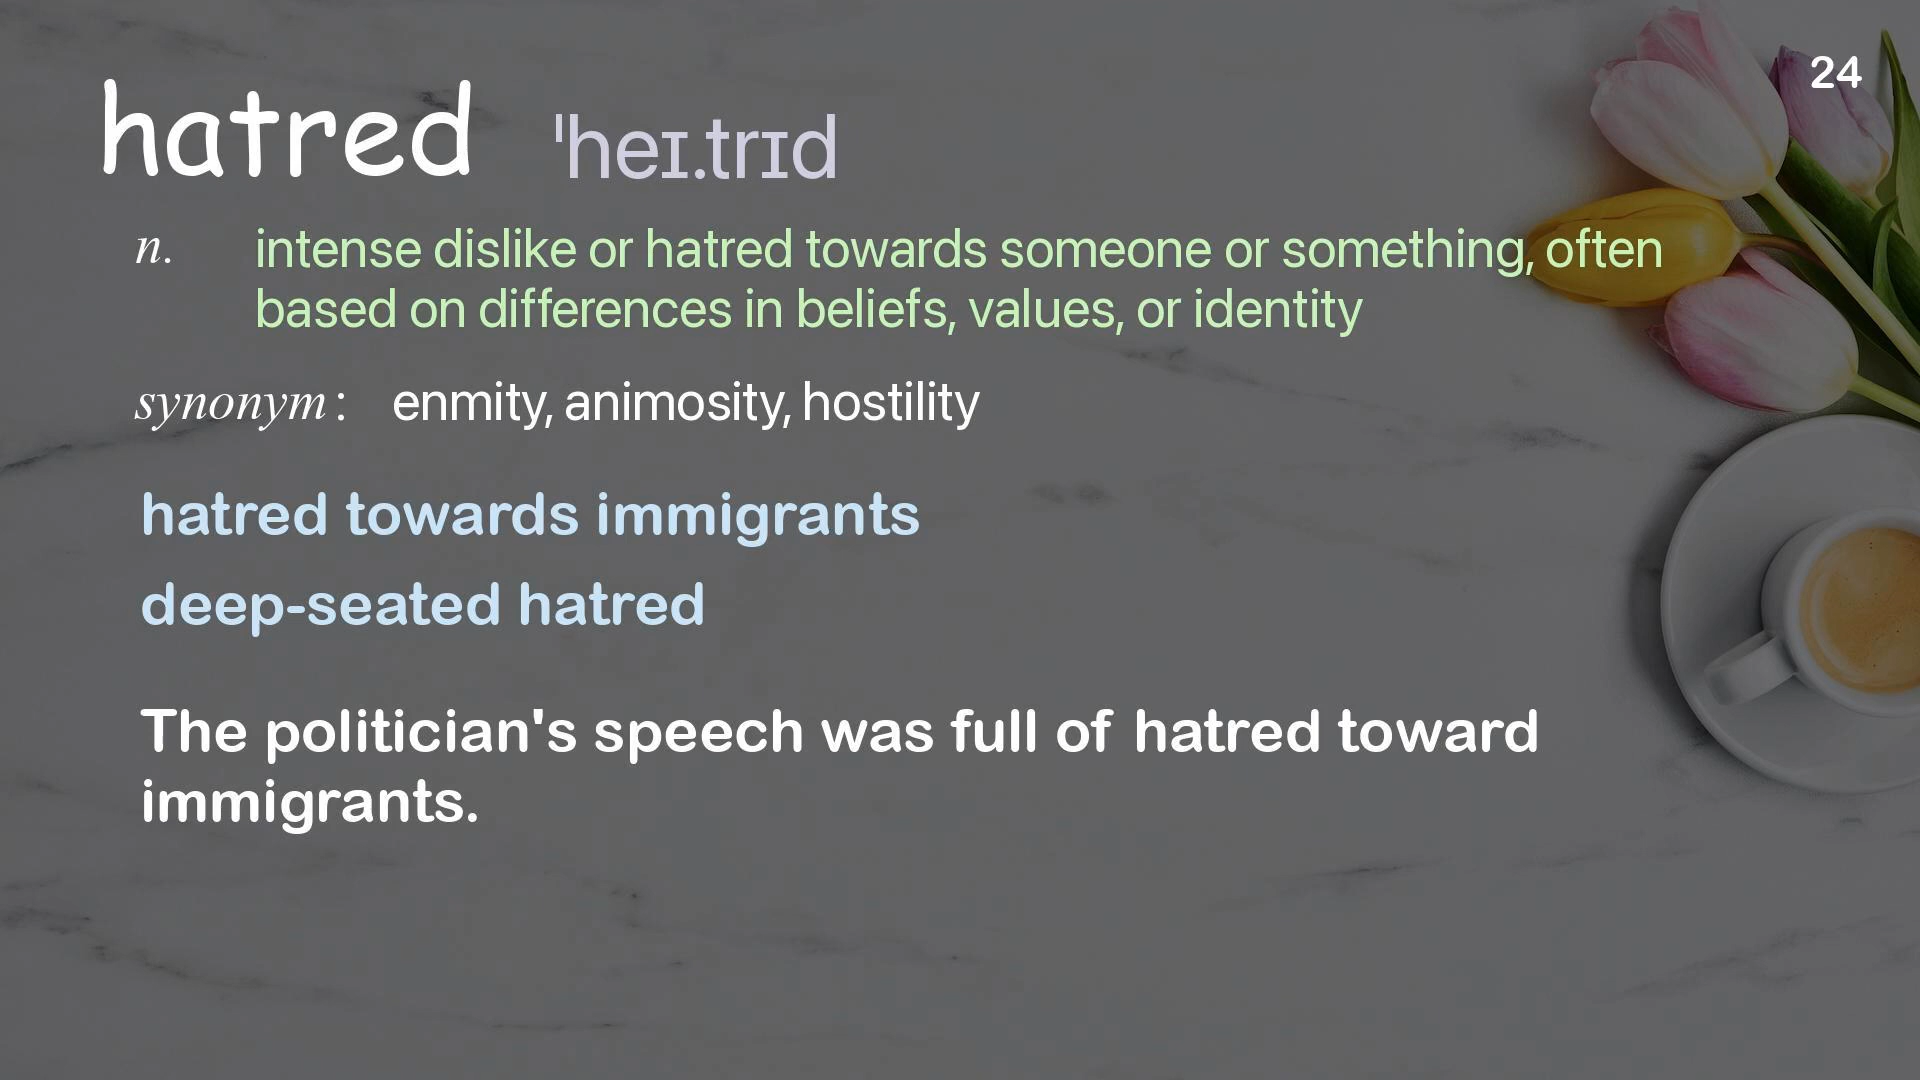 24
hatred ˈheɪ.trɪd
n. intense dislike or hatred towards someone or something, often
based on differences in beliefs, values, or identity
synonym: enmity, animosity, hostility
hatred towards immigrants
deep-seated hatred
The politician's speech was full of hatred toward
immigrants.